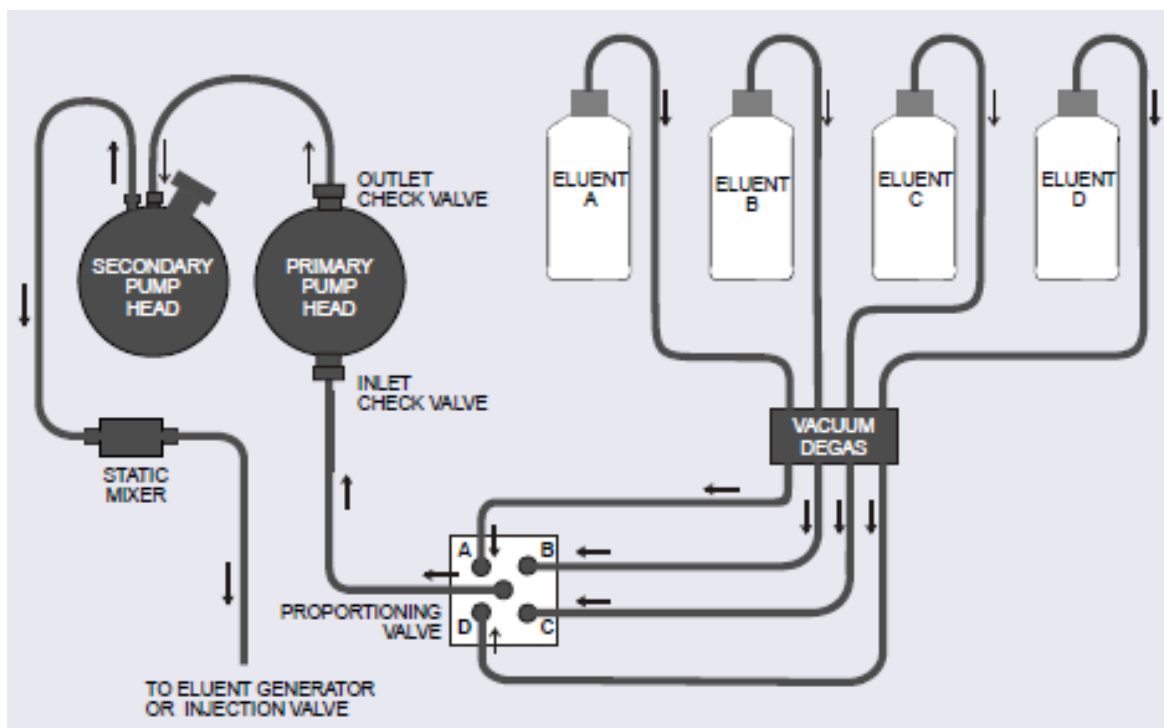 ELUENT
A
ELUENT
B
ELUENT
C
ELUENT
D
OUTLET
CHECK VALVE
SECONDARY
PUMP
HEAD
PRIMARY
PUMP
HEAD
INLET
CHECK VALVE
VACUUM
DEGAS
STATIC
MIXER
A
B
PROPORTIONING
VALVE
D
C
TO ELUENT GENERATOR
OR INJECTION VALVE